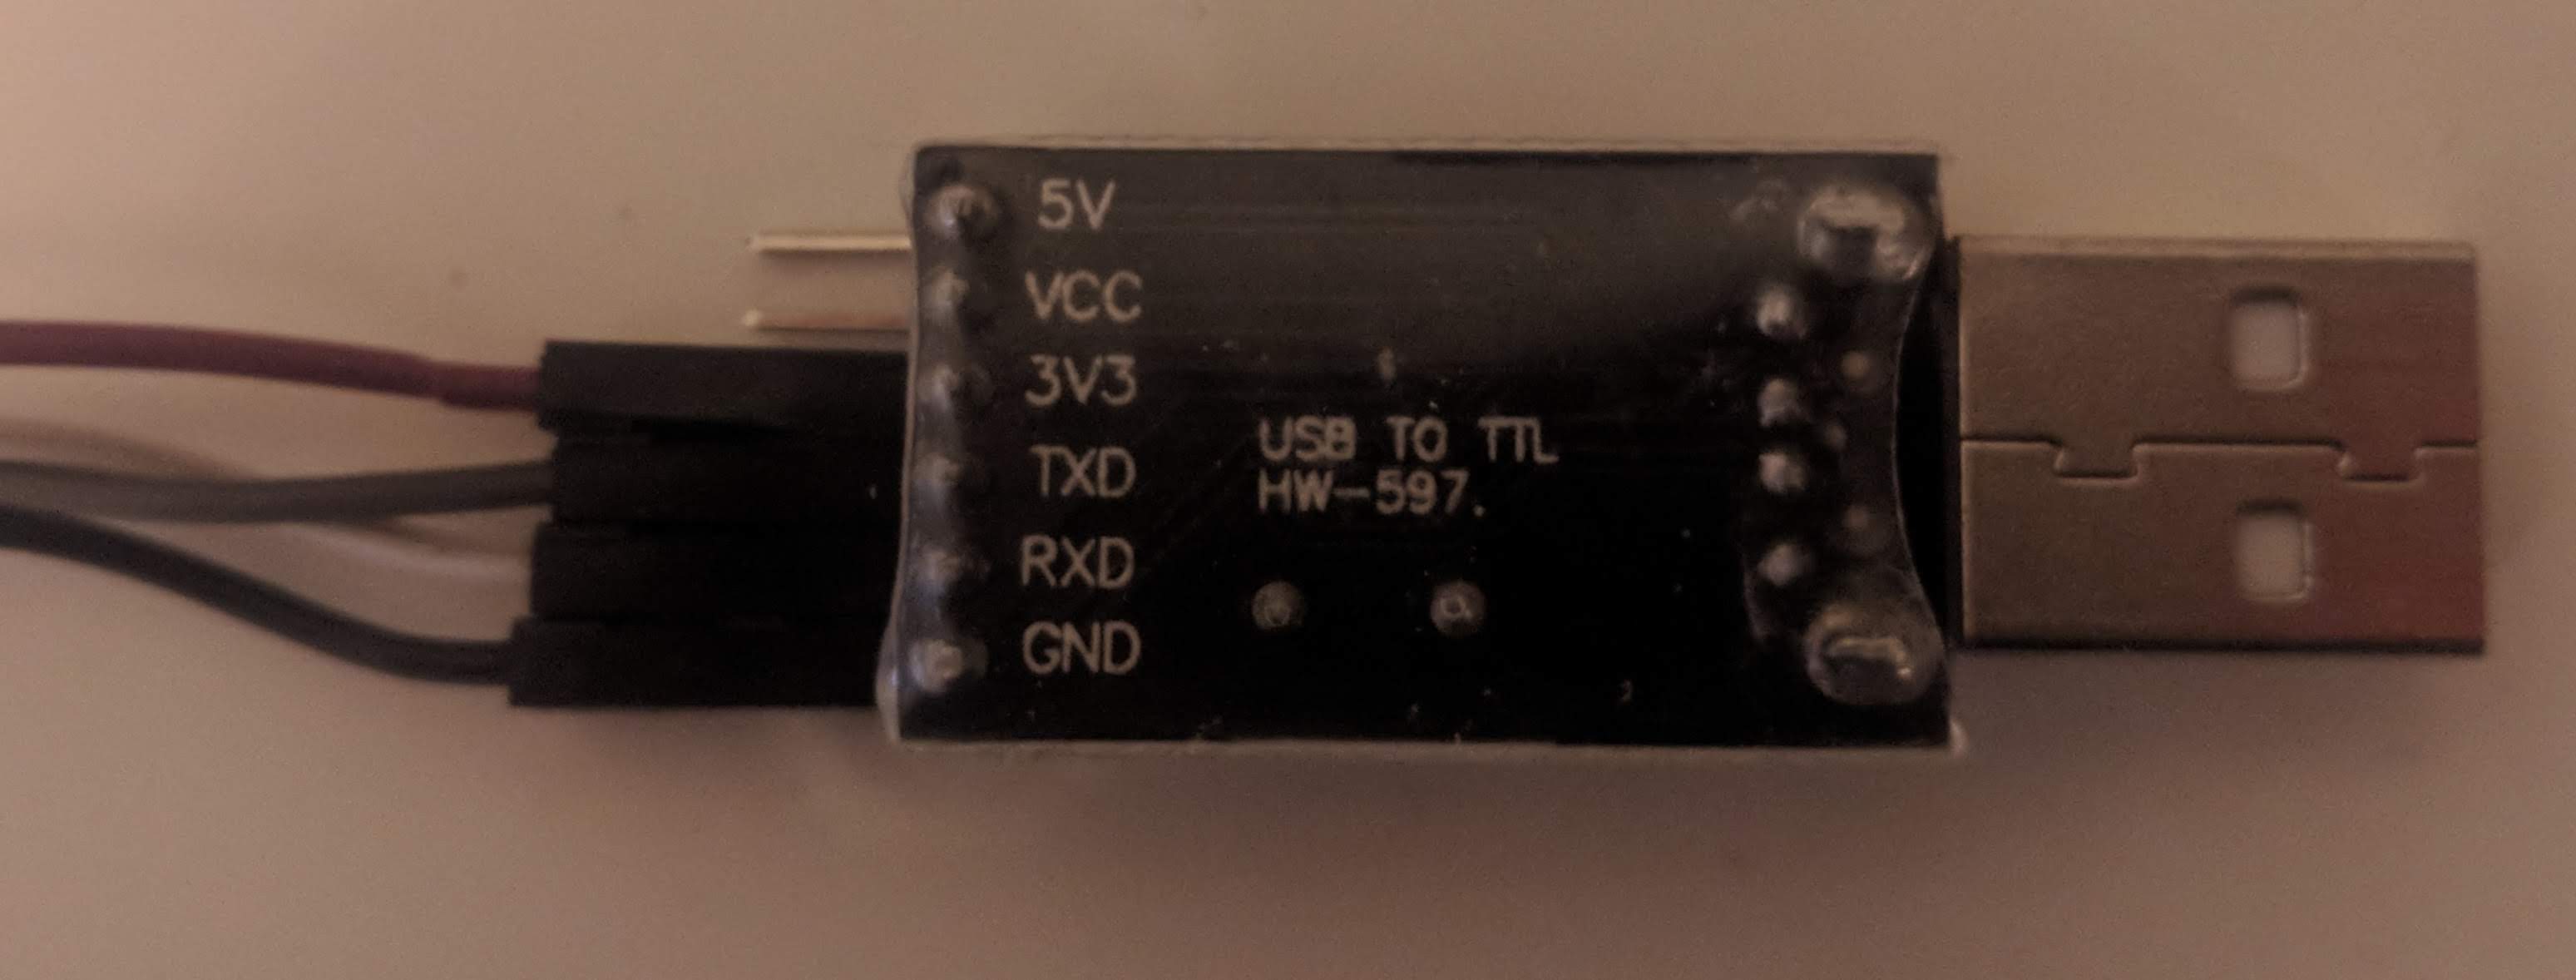 5V
VCC
3V3
TXD
RXD
GND
USB TO TTL
HW-597.